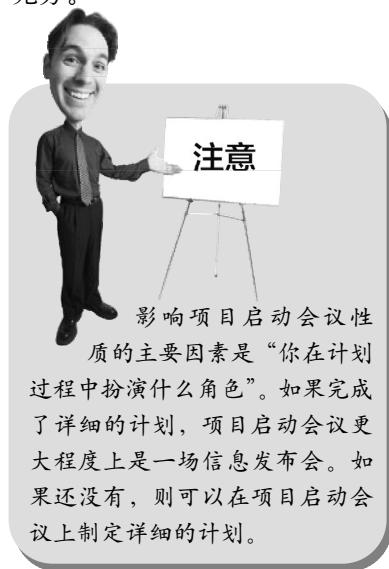 注意
影响项目启动会议性
质的主要因素是“你在计划
过程中扮演什么角色”。如果完成
了详细的计划，项目启动会议更
大程度上是一场信息发布会。如
果还没有，则可以在项目启动会
议上制定详细的计划。